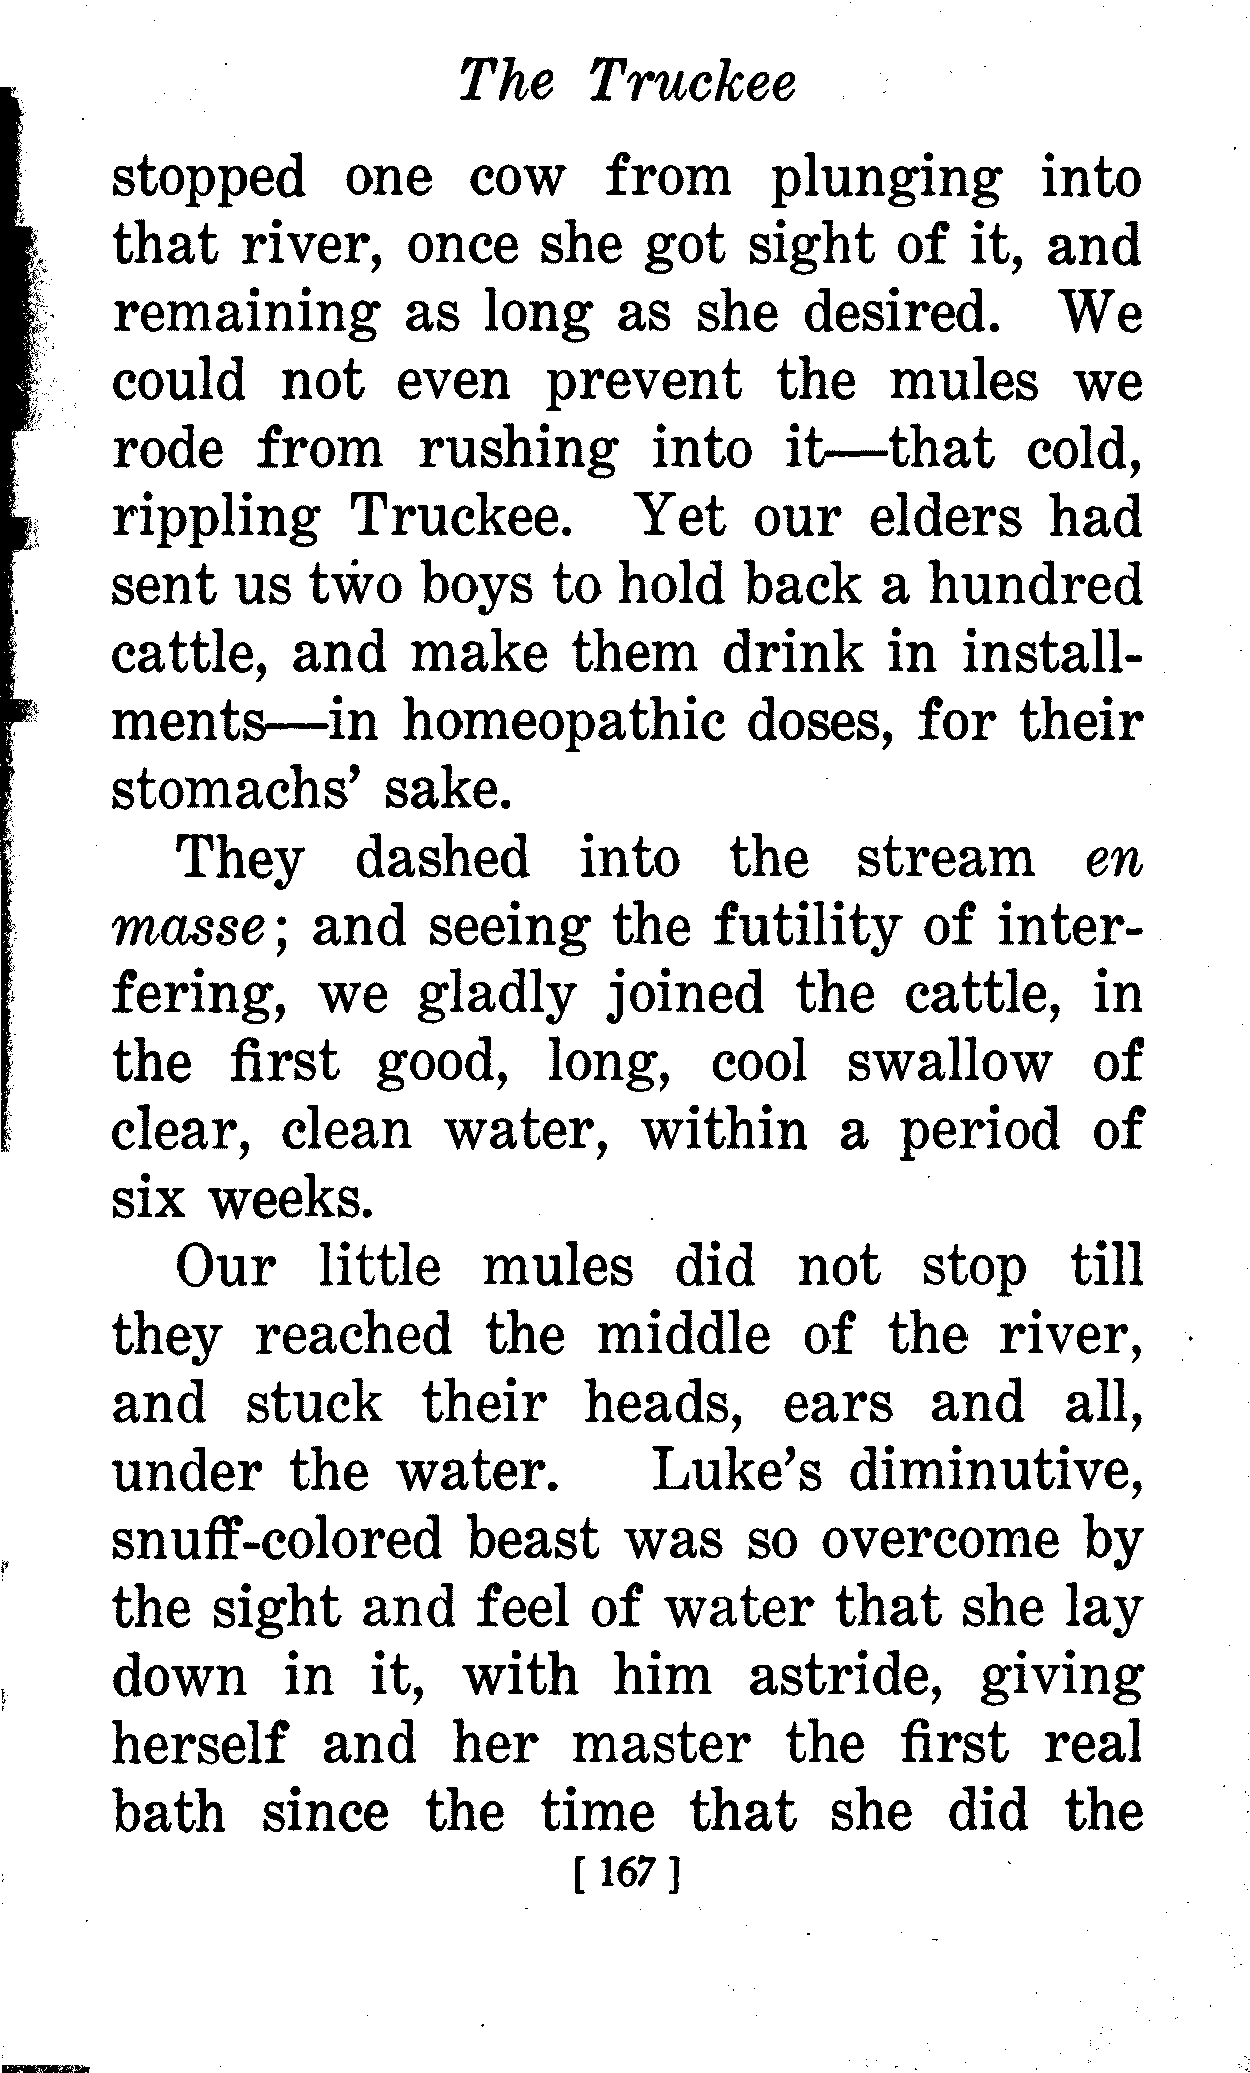 The Truckee
stopped one cow from plunging into
that river, once she got sight of it, and
remaining as long as she desired. We
could not even prevent the mules we
rode from rushing into it—that cold,
rippling Truckee. Yet our elders had
sent us two boys to hold back a hundred
cattle, and make them drink in install-
ments—in homeopathic doses, for their
stomachs’ sake.
They dashed into the stream en
masse; and seeing the futility of inter-
fering, we gladly joined the cattle, in
the first good, long, cool swallow of
clear, clean water, within a period of
six weeks.
Our little mules did not stop till
they reached the middle of the river,
and stuck their heads, ears and all,
under the water. Luke’s diminutive,
snuff-colored beast was so overcome by
the sight and feel of water that she lay
down in it, with him astride, giving
herself and her master the first real
bath since the time that she did the
[ 167 ]